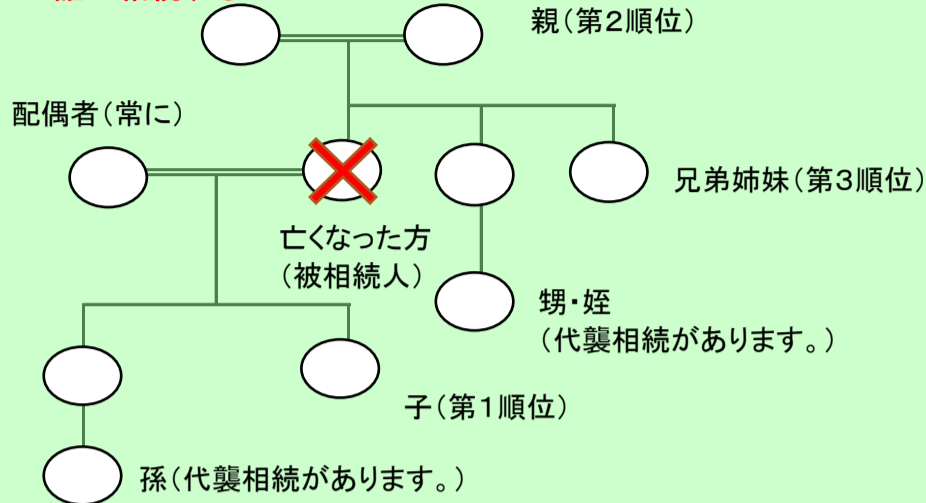 親(第2順位)
配偶者(常に)
兄弟姉妹(第3順位)
亡くなった方
(被相続人)
甥・姪
(代襲相続があります。)
子(第1順位)
孫(代襲相続があります。)